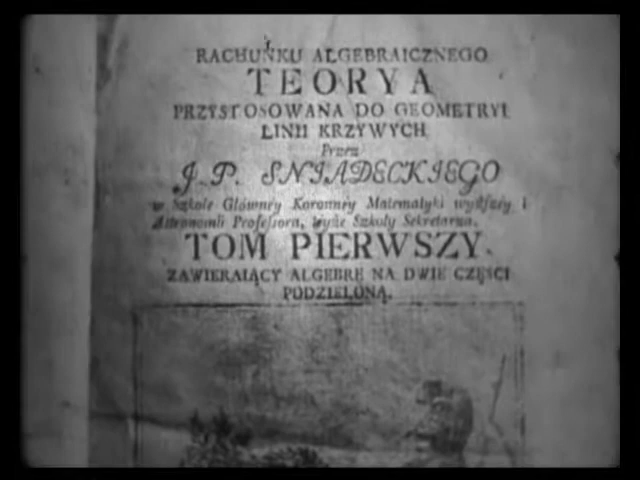 RACHUNKU ALGEBRAICZNEGO
TEORYA
PRZYSTOSOWANA DO GEOMETRYI
LINII KRZYWYCH
Przez
J. P. SNIADECKIEGO
w Szkole Główney Koronney Matematyki wyższey i
Astronomii Professora, teyże Szkoły Sekretarza.
TOM PIERWSZY.
ZAWIERAIĄCY ALGEBRĘ NA DWIE CZĘŚCI
PODZIELONĄ.